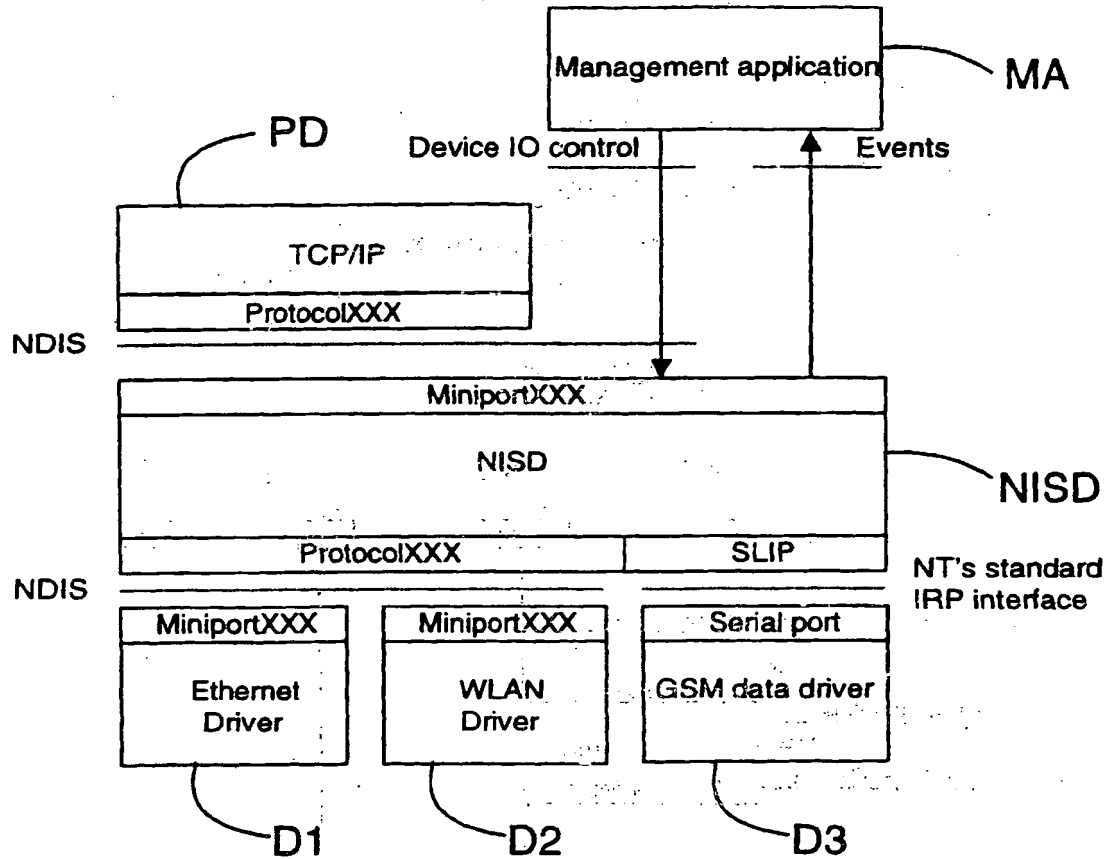 Management application
MA
PD
Device IO control
Events
TCP/IP
ProtocolXXX
NDIS
MiniportXXX
NISD
NISD
ProtocolXXX
SLIP
NDIS
NT's standard
IRP interface
MiniportXXX
MiniportXXX
Serial port
Ethernet
Driver
WLAN
Driver
GSM data driver
D1
D2
D3